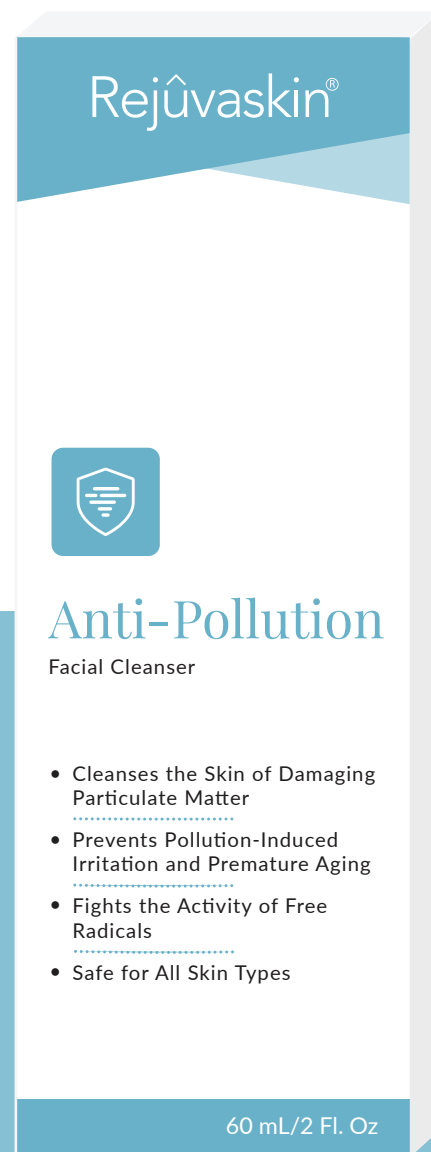 Rejûvaskin®
Anti-Pollution
Facial Cleanser
• Cleanses the Skin of Damaging
Particulate Matter
• Prevents Pollution-Induced
Irritation and Premature Aging
• Fights the Activity of Free
Radicals
• Safe for All Skin Types
60 mL/2 Fl. Oz